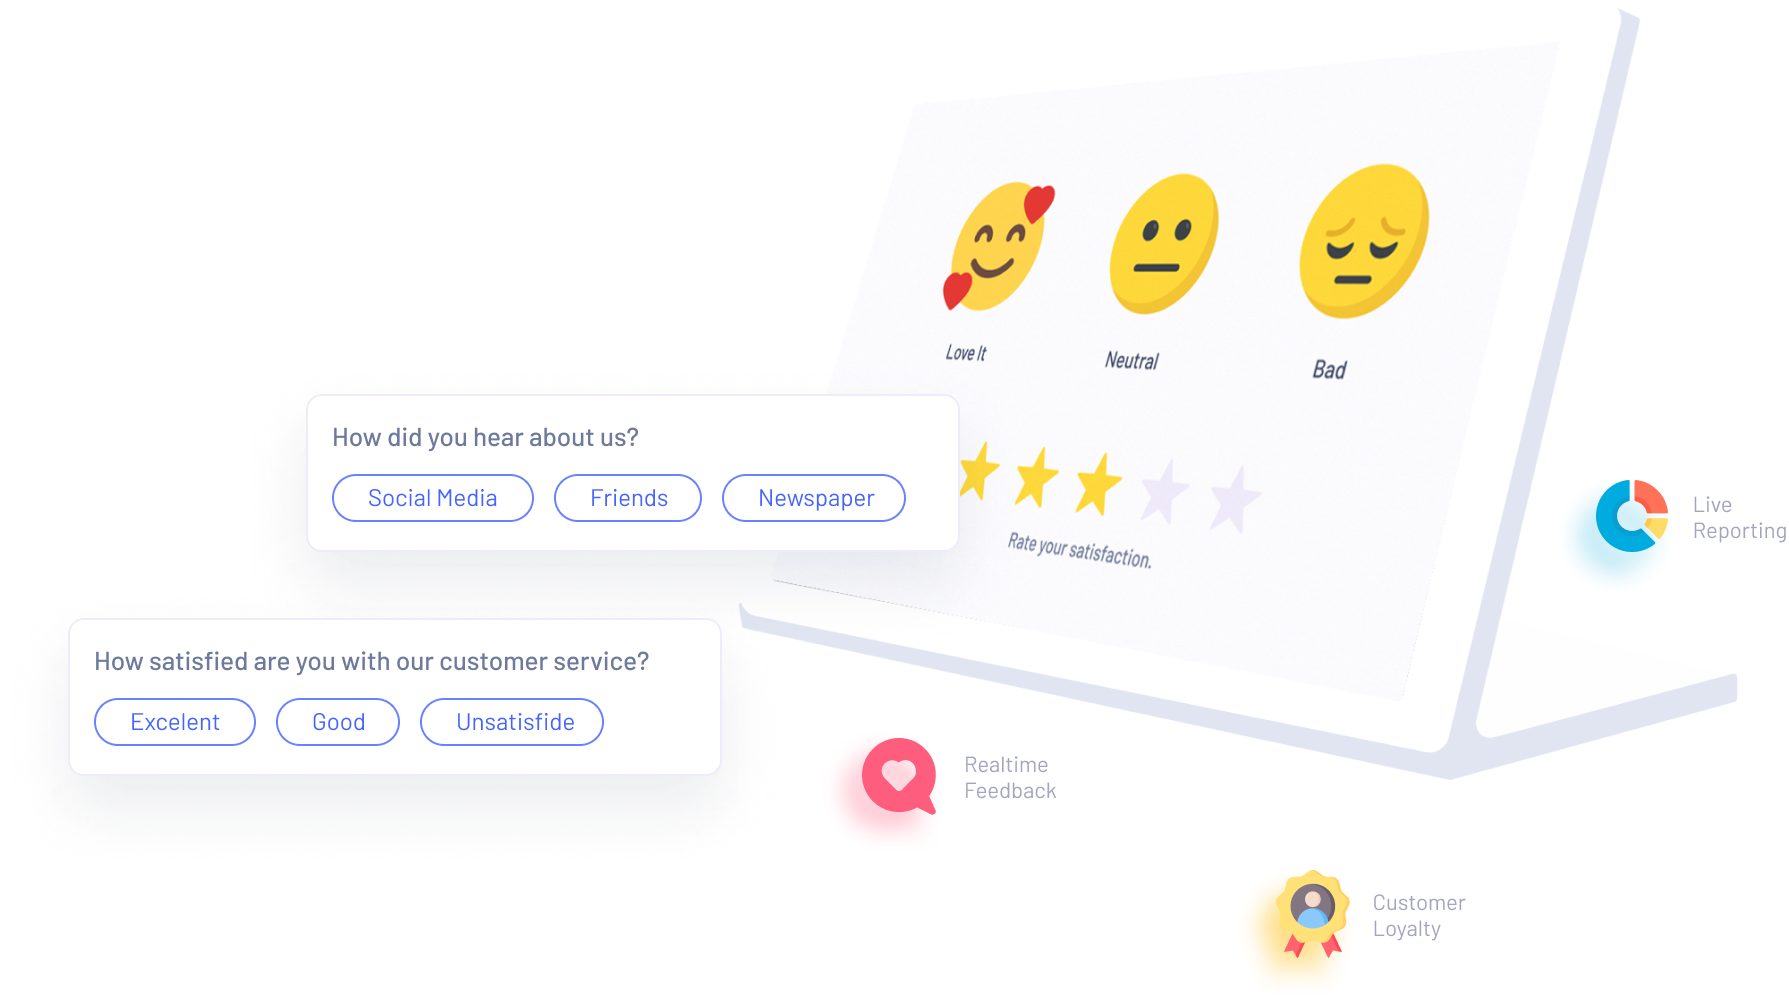 Love It
Neutral
Bad
How did you hear about us?
Social Media
Friends
Newspaper
Rate your satisfaction.
Live
Reporting
How satisfied are you with our customer service?
Excelent
Good
Unsatisfide
Realtime
Feedback
Customer
Loyalty